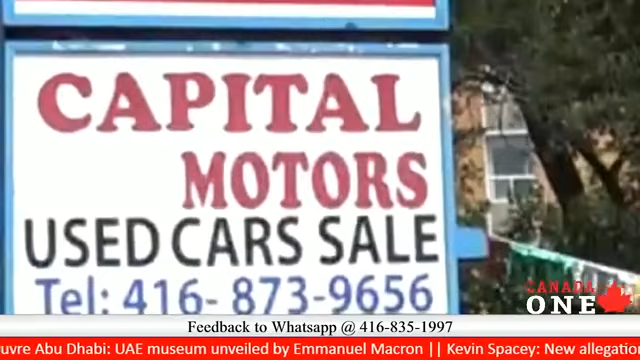 CAPITAL
MOTORS
USED CARS SALE
Tel: 416- 873-9656
CANADA
ONE
Feedback to Whatsapp @ 416-835-1997
uvre Abu Dhabi: UAE museum unveiled by Emmanuel Macron || Kevin Spacey: New allegatio